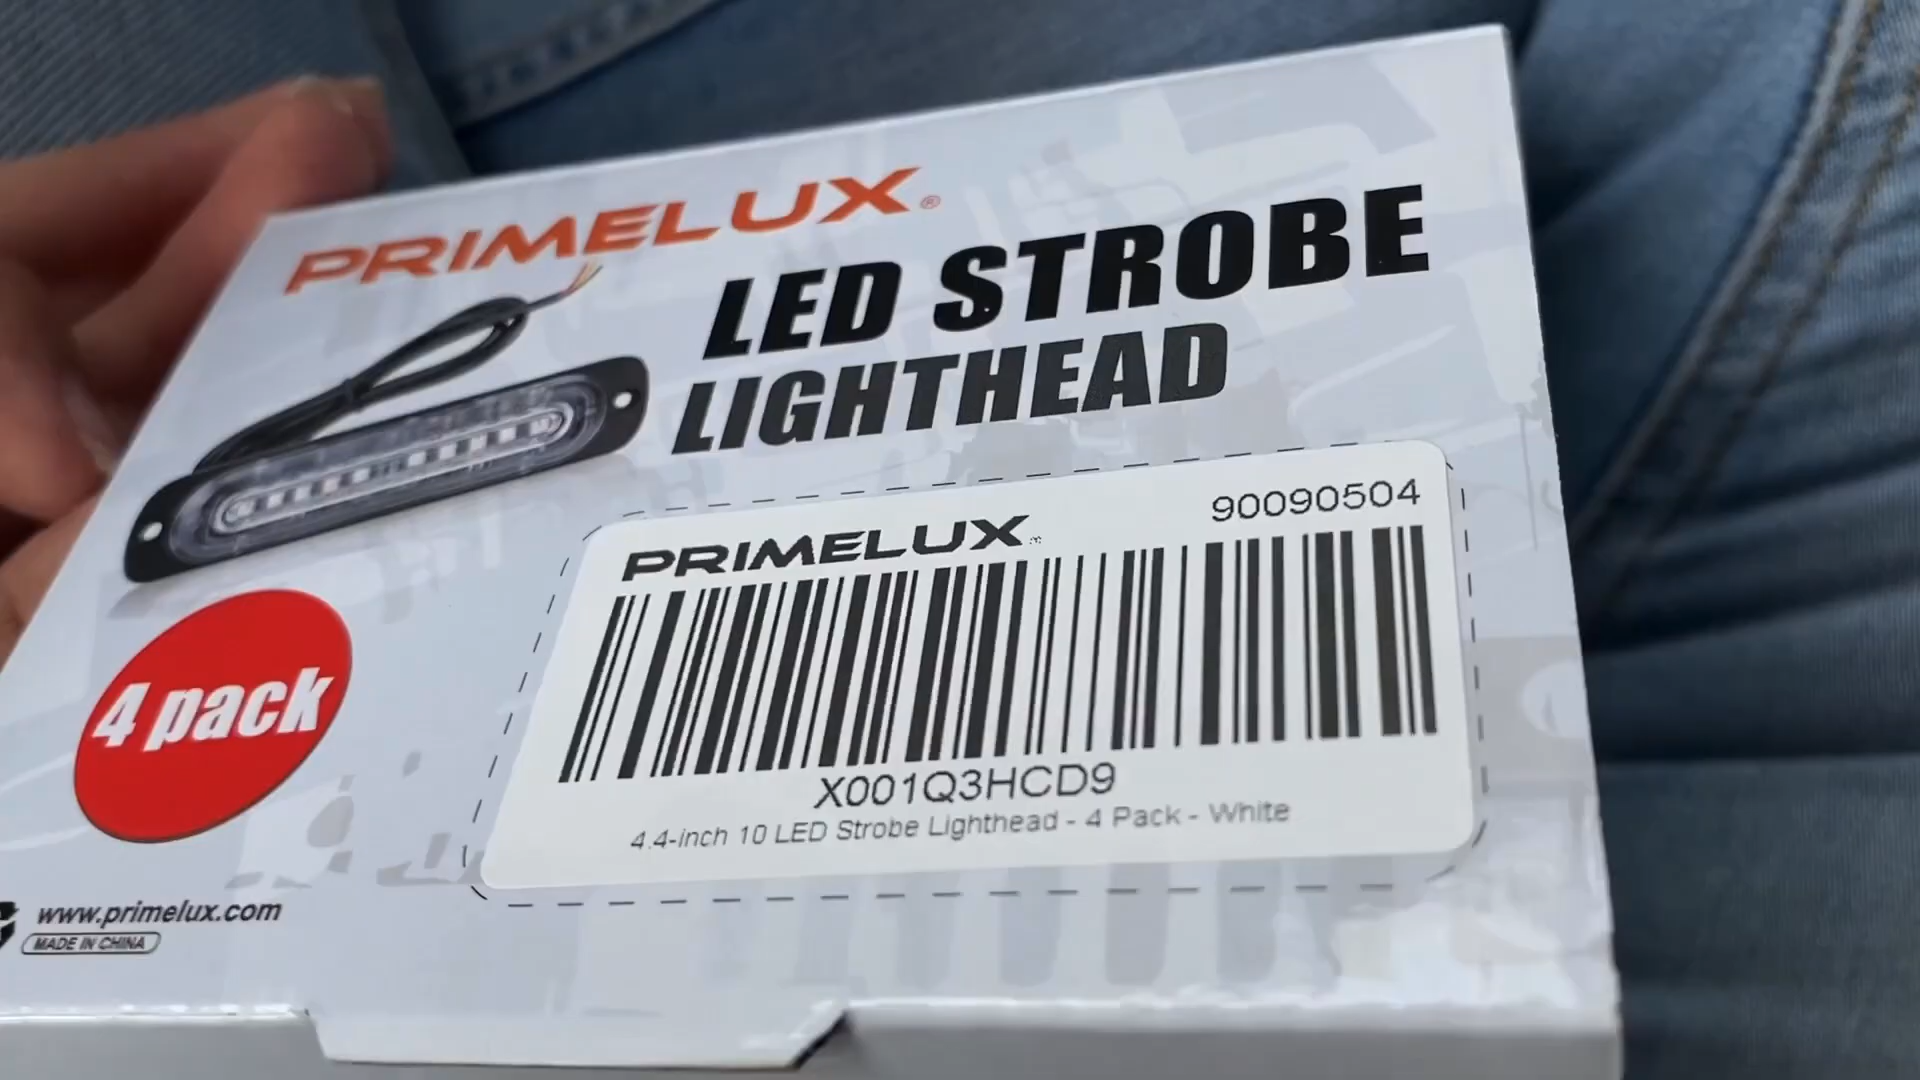 PRIMELUX®
LED STROBE
LIGHTHEAD
4 pack
PRIMELUX™
90090504
X001Q3HCD9
4.4-inch 10 LED Strobe Lighthead - 4 Pack - White
www.primelux.com
MADE IN CHINA